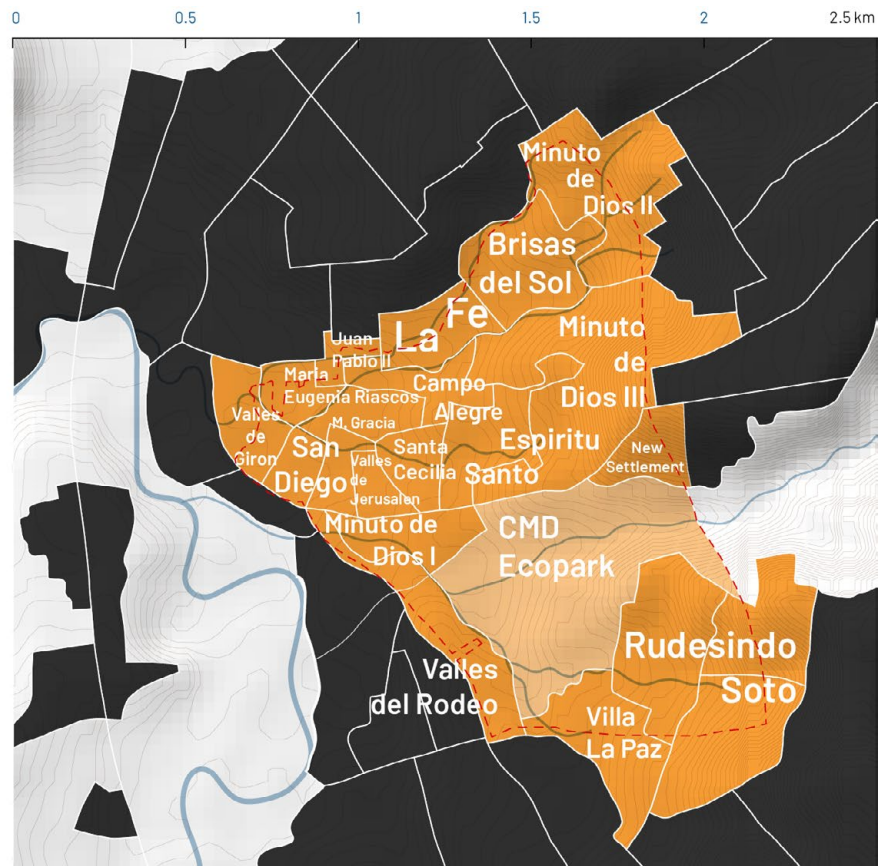 0 0.5 1 1.5 2 2.5 km
Minuto
de
Dios II
Brisas
del Sol
La Fe
Minuto
de
Dios III
Juan
Pablo II
María
Eugenia Riascos
Campo
Alegre
Valles
de
Giron
M. Gracia
San
Diego
Santa
Cecilia
Valles
de
Jerusalen
Espiritu
Santo
New
Settlement
Minuto de
Dios I
CMD
Ecopark
Rudesindo
Soto
Valles
del Rodeo
Villa
La Paz